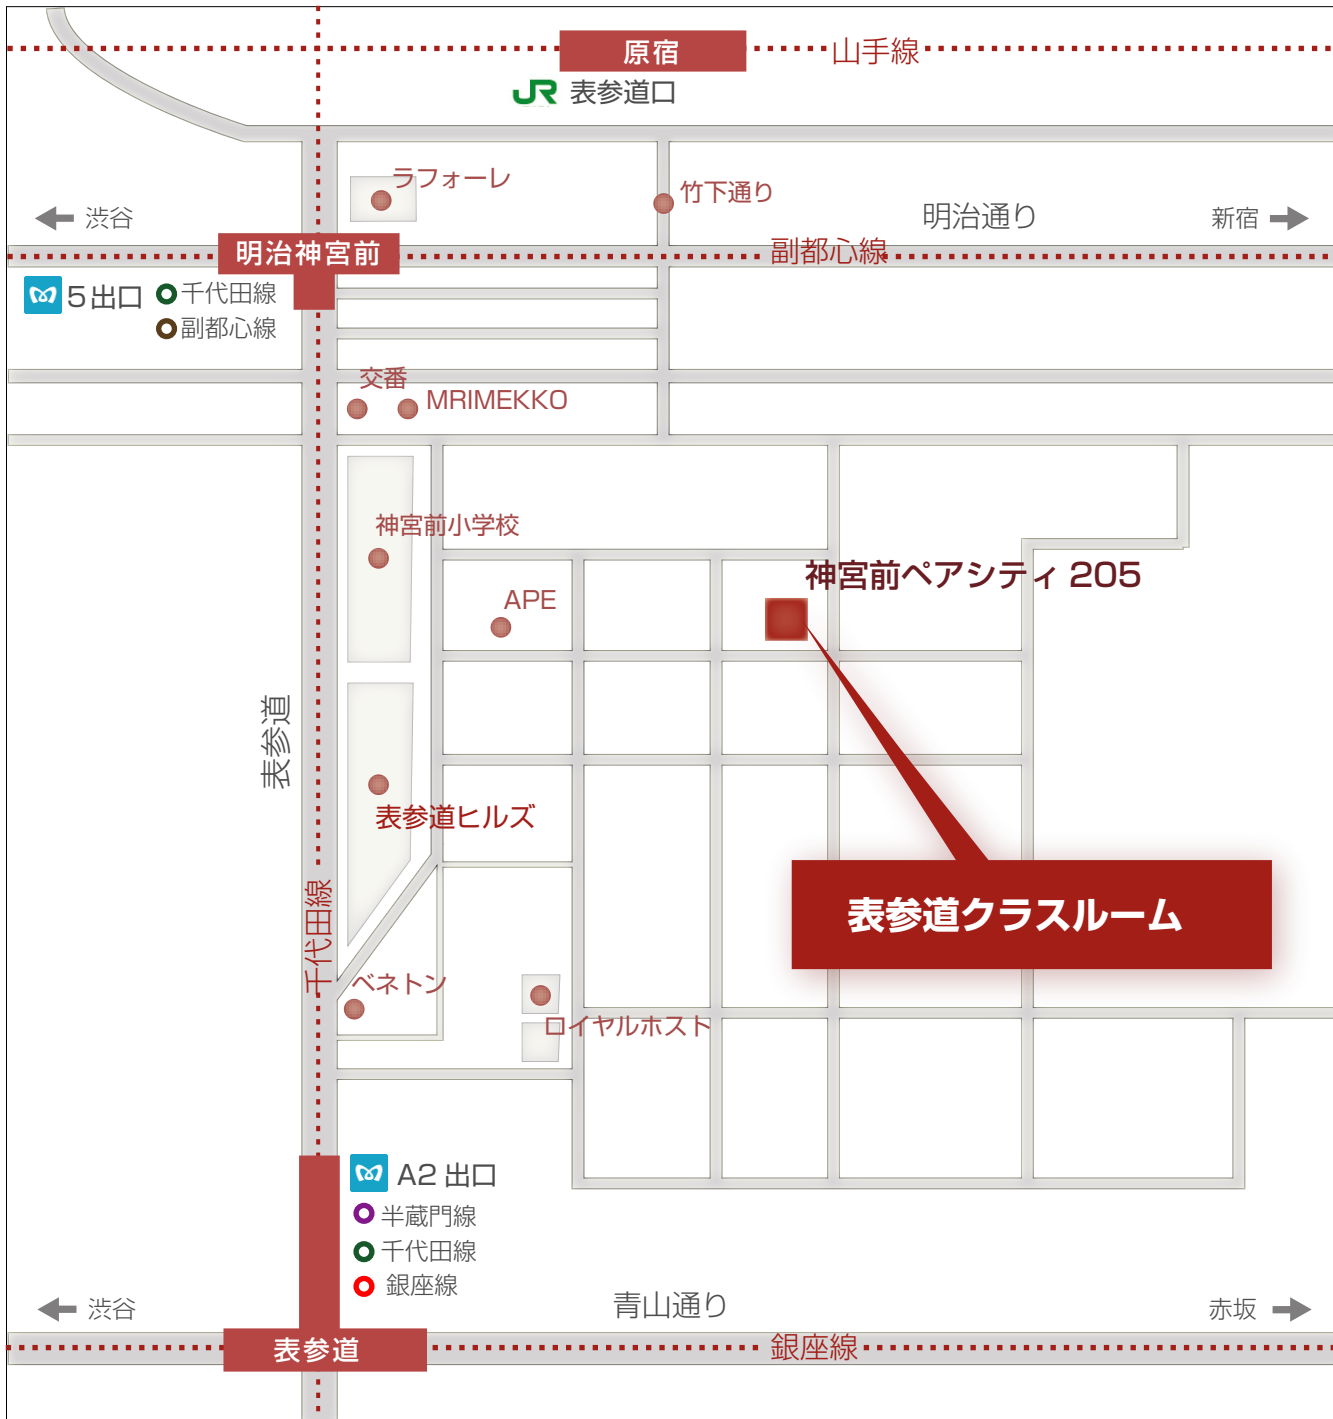 原宿
山手線
JR 表参道口
ラフォーレ
竹下通り
渋谷
明治通り
新宿
明治神宮前
副都心線
5出口
千代田線
副都心線
交番
MRIMEKKO
神宮前小学校
神宮前ペアシティ 205
APE
表参道
表参道ヒルズ
千代田線
表参道クラスルーム
ベネトン
ロイヤルホスト
A2 出口
半蔵門線
千代田線
銀座線
渋谷
青山通り
赤坂
表参道
銀座線